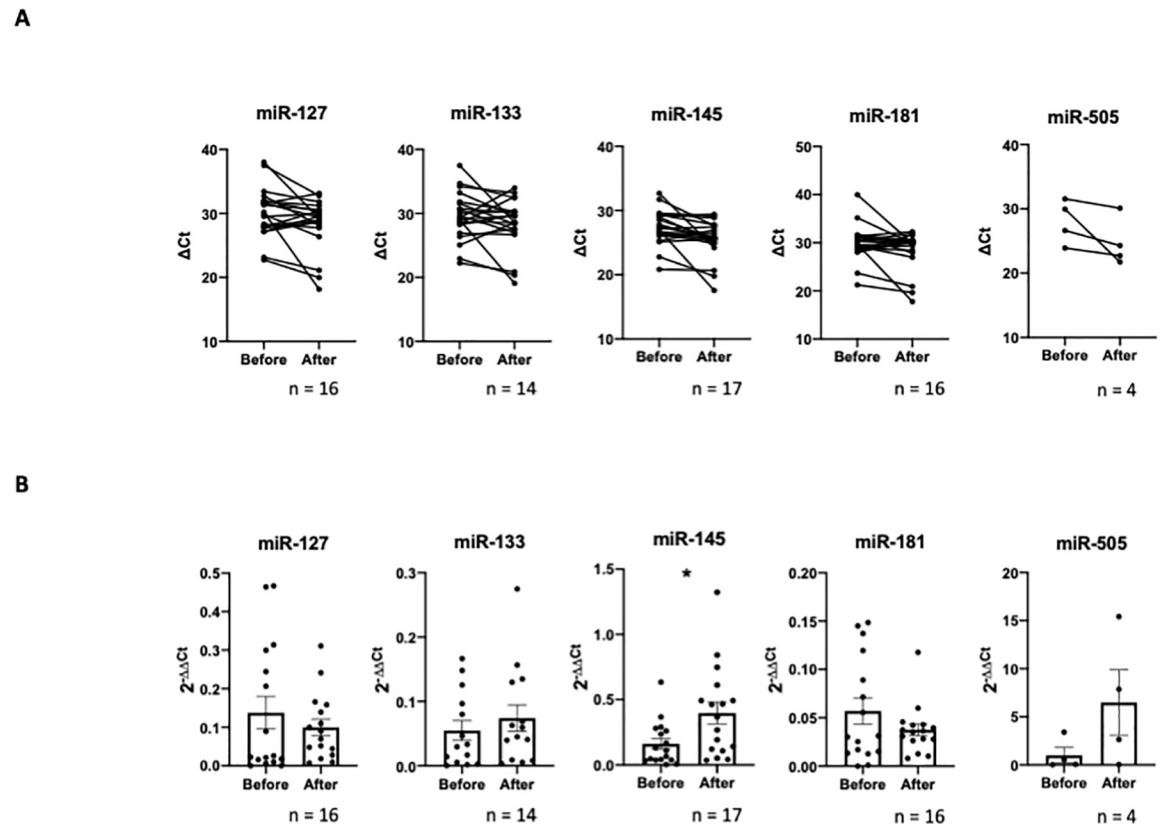 A
miR-127 miR-133 miR-145 miR-181 miR-505
ΔCt 40 30 20 10 Before After n = 16
ΔCt 40 30 20 10 Before After n = 14
ΔCt 40 30 20 10 Before After n = 17
ΔCt 50 40 30 20 10 Before After n = 16
ΔCt 40 30 20 10 Before After n = 4
B
miR-127 miR-133 miR-145 miR-181 miR-505
2-ΔΔCt 0.5 0.4 0.3 0.2 0.1 0.0 Before After n = 16
2-ΔΔCt 0.3 0.2 0.1 0.0 Before After n = 14
2-ΔΔCt 1.5 1.0 0.5 0.0 * Before After n = 17
2-ΔΔCt 0.20 0.15 0.10 0.05 0.00 Before After n = 16
2-ΔΔCt 20 15 10 5 0 Before After n = 4